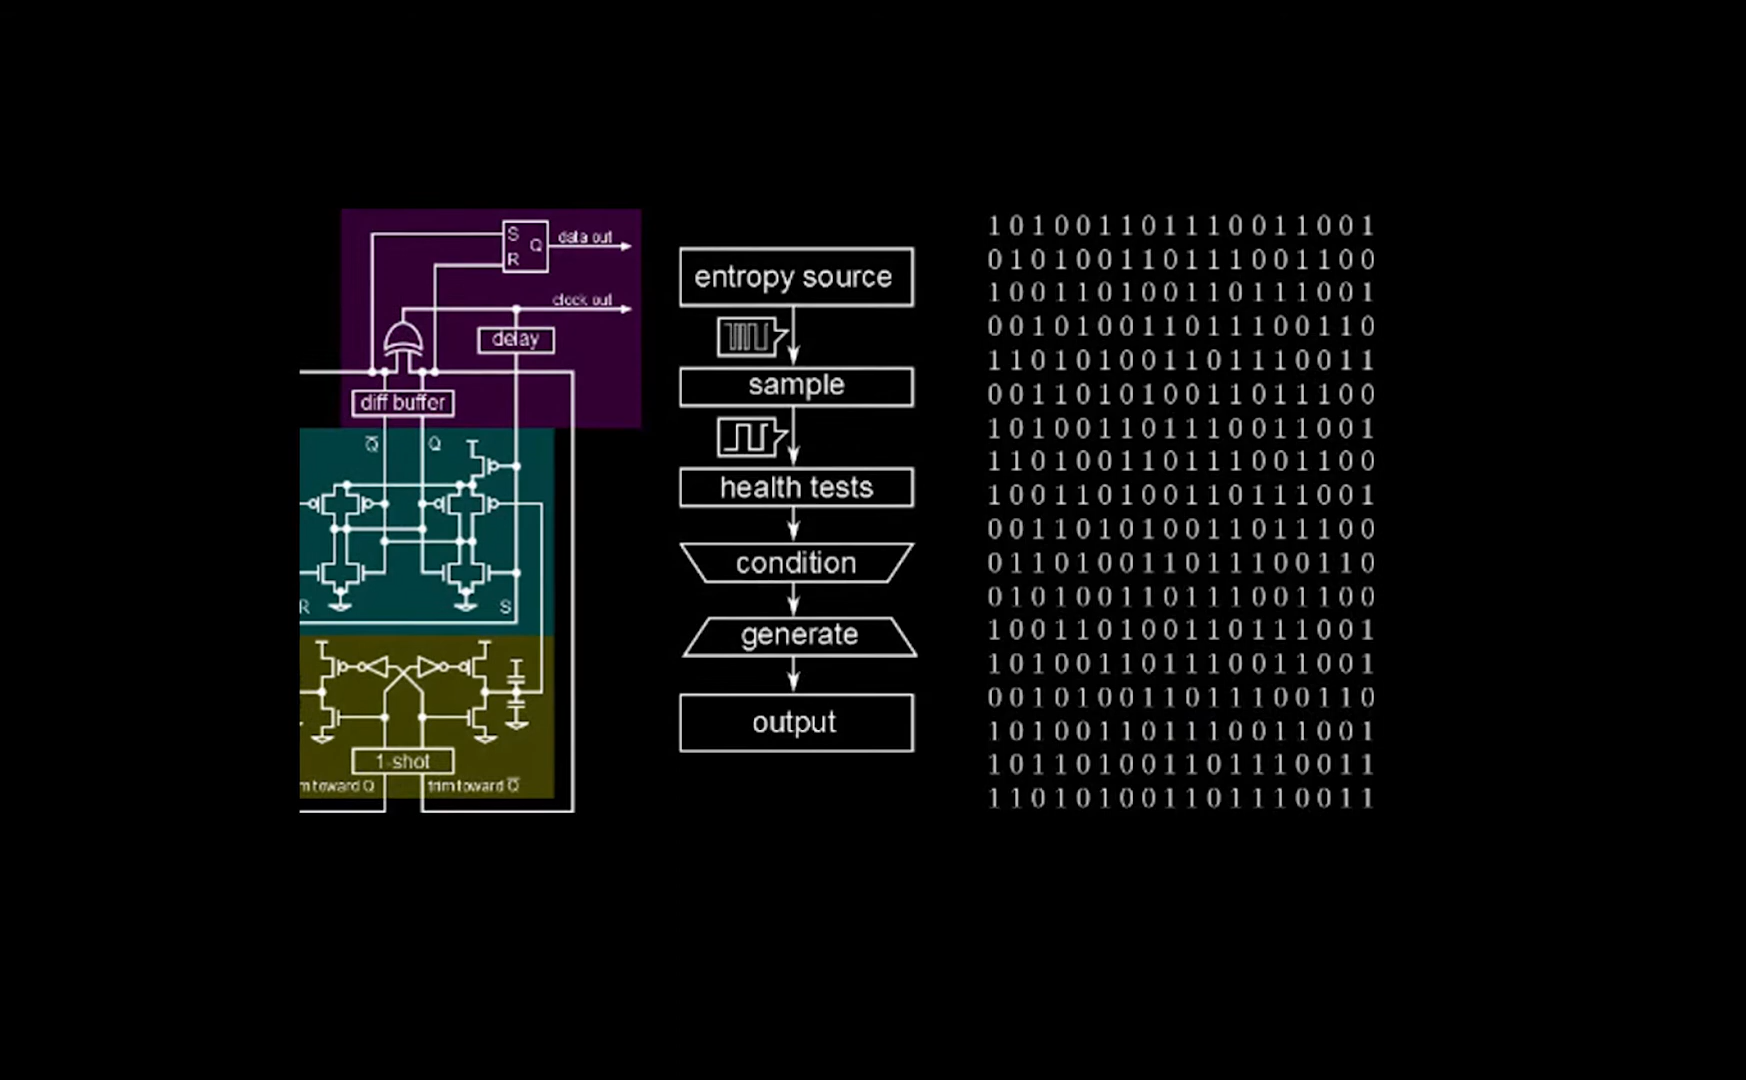 S
Q
R
data out
clock out
delay
diff buffer
Q̅
Q
R
S
1-shot
m toward Q
trim toward Q̅
entropy source
sample
health tests
condition
generate
output
1 0 1 0 0 1 1 0 1 1 1 0 0 1 1 0 0 1
0 1 0 1 0 0 1 1 0 1 1 1 0 0 1 1 0 0
1 0 0 1 1 0 1 0 0 1 1 0 1 1 1 0 0 1
0 0 1 0 1 0 0 1 1 0 1 1 1 0 0 1 1 0
1 1 0 1 0 1 0 0 1 1 0 1 1 1 0 0 1 1
0 0 1 1 0 1 0 1 0 0 1 1 0 1 1 1 0 0
1 0 1 0 0 1 1 0 1 1 1 0 0 1 1 0 0 1
1 1 0 1 0 0 1 1 0 1 1 1 0 0 1 1 0 0
1 0 0 1 1 0 1 0 0 1 1 0 1 1 1 0 0 1
0 0 1 1 0 1 0 1 0 0 1 1 0 1 1 1 0 0
0 1 1 0 1 0 0 1 1 0 1 1 1 0 0 1 1 0
0 1 0 1 0 0 1 1 0 1 1 1 0 0 1 1 0 0
1 0 0 1 1 0 1 0 0 1 1 0 1 1 1 0 0 1
1 0 1 0 0 1 1 0 1 1 1 0 0 1 1 0 0 1
0 0 1 0 1 0 0 1 1 0 1 1 1 0 0 1 1 0
1 0 1 0 0 1 1 0 1 1 1 0 0 1 1 0 0 1
1 0 1 1 0 1 0 0 1 1 0 1 1 1 0 0 1 1
1 1 0 1 0 1 0 0 1 1 0 1 1 1 0 0 1 1